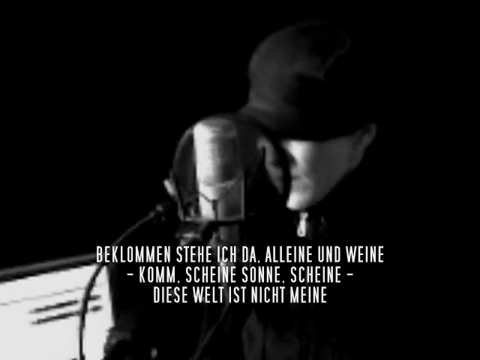 BEKLOMMEN STEHE ICH DA, ALLEINE UND WEINE
- KOMM, SCHEINE SONNE, SCHEINE -
DIESE WELT IST NICHT MEINE